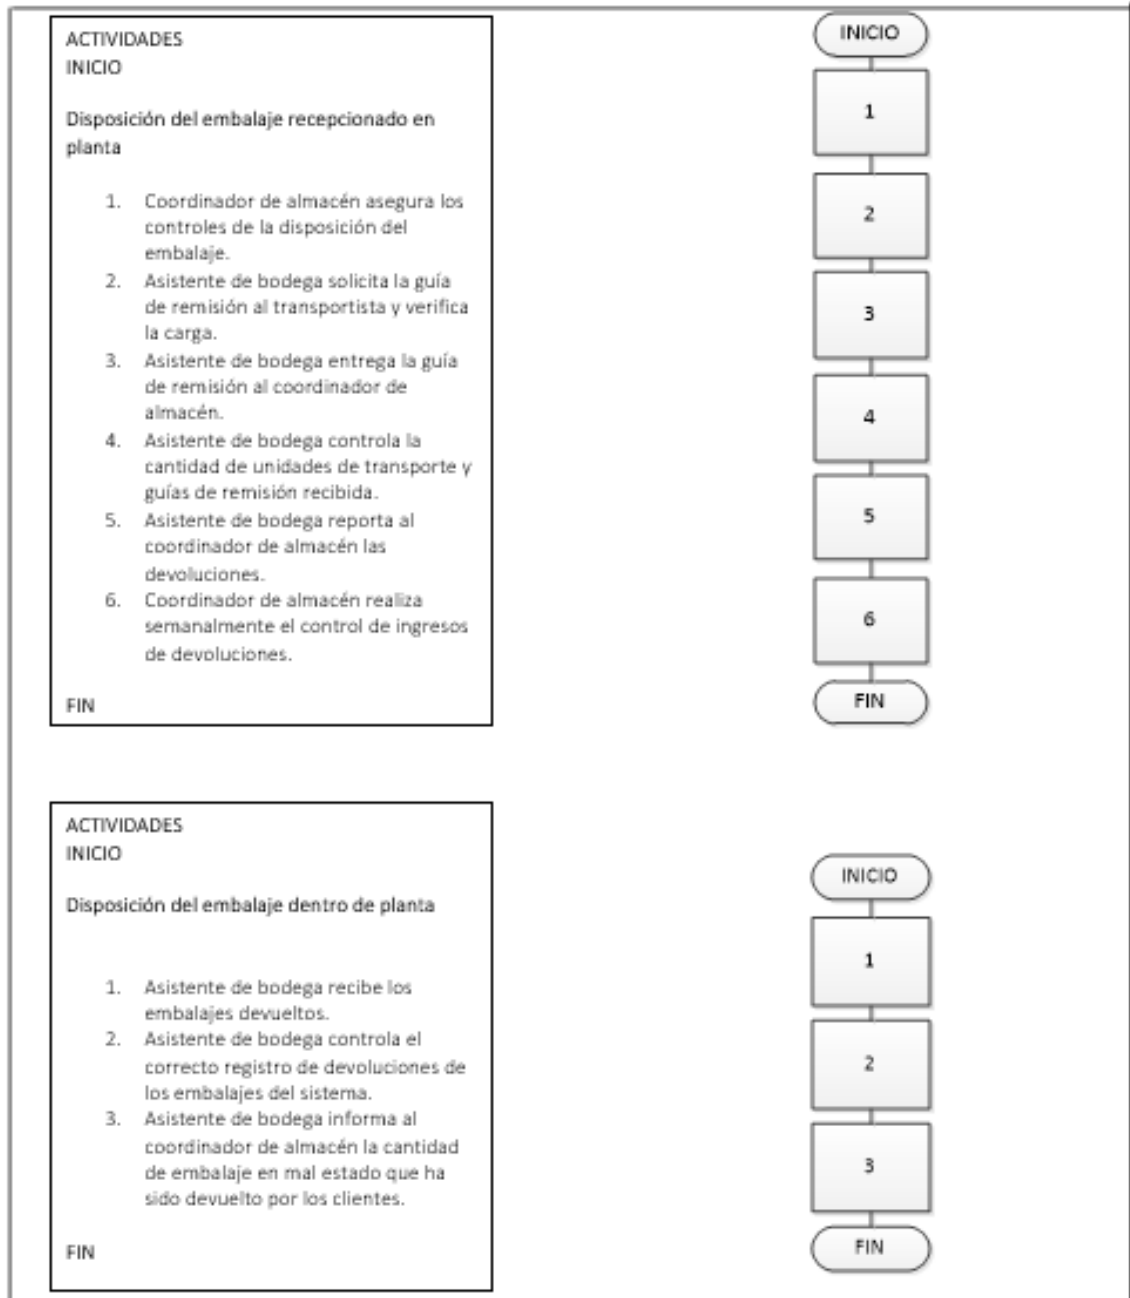 ACTIVIDADES
INICIO
Disposición del embalaje recepcionado en
planta
1. Coordinador de almacén asegura los
controles de la disposición del
embalaje.
2. Asistente de bodega solicita la guía
de remisión al transportista y verifica
la carga.
3. Asistente de bodega entrega la guía
de remisión al coordinador de
almacén.
4. Asistente de bodega controla la
cantidad de unidades de transporte y
guías de remisión recibida.
5. Asistente de bodega reporta al
coordinador de almacén las
devoluciones.
6. Coordinador de almacén realiza
semanalmente el control de ingresos
de devoluciones.
FIN
INICIO
1
2
3
4
5
6
FIN
ACTIVIDADES
INICIO
Disposición del embalaje dentro de planta
1. Asistente de bodega recibe los
embalajes devueltos.
2. Asistente de bodega controla el
correcto registro de devoluciones de
los embalajes del sistema.
3. Asistente de bodega informa al
coordinador de almacén la cantidad
de embalaje en mal estado que ha
sido devuelto por los clientes.
FIN
INICIO
1
2
3
FIN